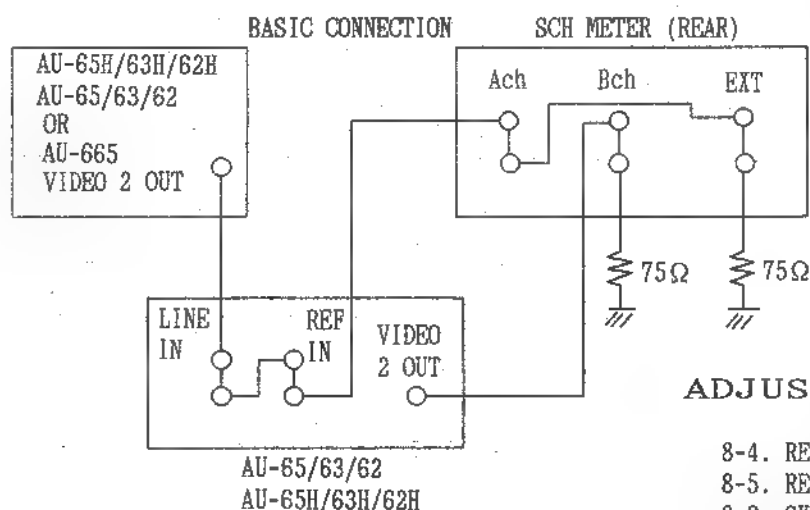 BASIC CONNECTION
SCH METER (REAR)
AU-65H/63H/62H
AU-65/63/62
OR
AU-665
VIDEO 2 OUT
Ach Bch EXT
75Ω 75Ω
LINE IN
REF IN
VIDEO 2 OUT
AU-65/63/62
AU-65H/63H/62H
ADJUS
8-4. RE
8-5. RE